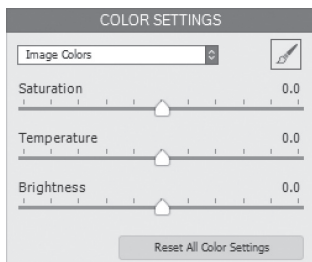 COLOR SETTINGS
Image Colors
Saturation 0.0
Temperature 0.0
Brightness 0.0
Reset All Color Settings